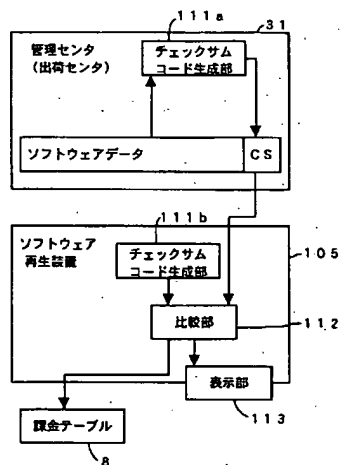 111a
31
管理センタ
(出荷センタ)
チェックサム
コード生成部
ソフトウェアデータ
CS
111b
ソフトウェア
再生装置
チェックサム
コード生成部
105
比較部
112
表示部
113
課金テーブル
8